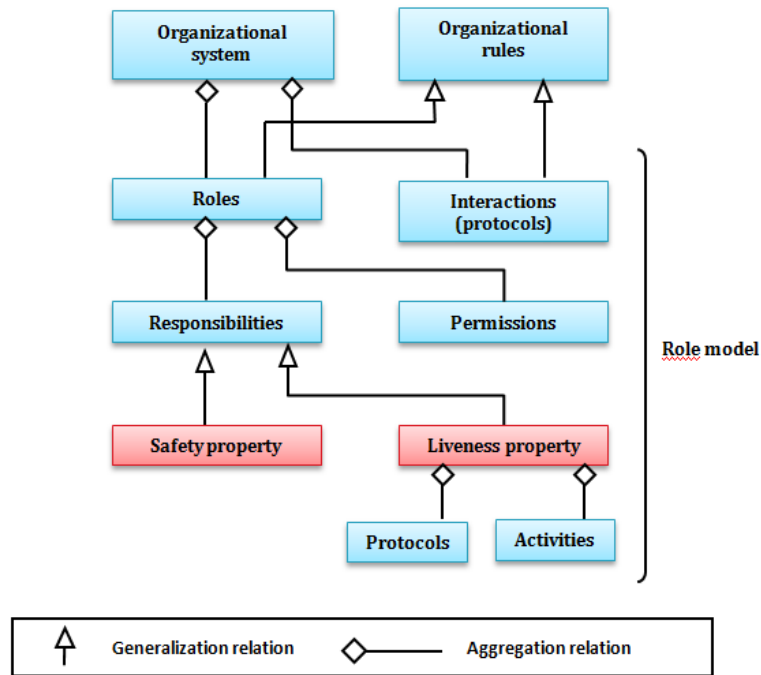 Organizational
system
Organizational
rules
Roles
Interactions
(protocols)
Responsibilities
Permissions
Role model
Safety property
Liveness property
Protocols
Activities
Generalization relation
Aggregation relation